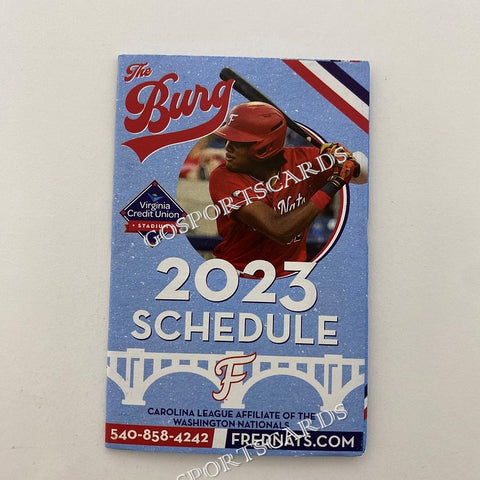 The
Burg
F
Nats
Virginia
Credit Union
• STADIUM •
GOSPORTSCARDS
2023
SCHEDULE
F
CAROLINA LEAGUE AFFILIATE OF THE
WASHINGTON NATIONALS
540-858-4242 FREDNATS.COM
GOSPORTSCARDS